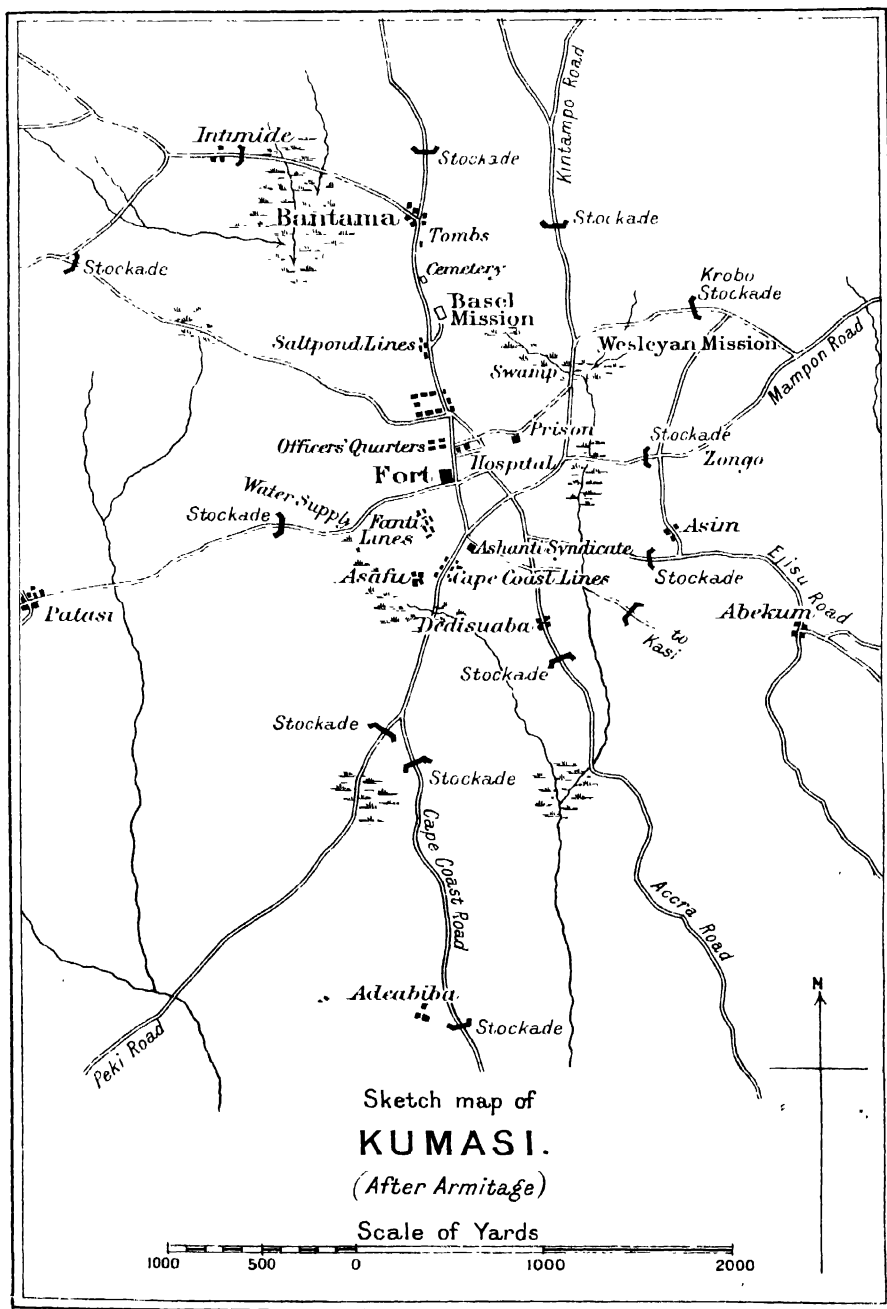 Kintampo Road
Intimide
Stockade
Bantama
Stockade
Tombs
Stockade
Cemetery
Krobo
Stockade
Basel
Mission
Saltpond Lines
Wesleyan Mission
Mampon Road
Swamp
Prison
Stockade
Officers' Quarters
Hospital
Zongo
Fort
Water Supply
Stockade
Fanti
Lines
Asim
Ashanti Syndicate
Stockade
Ejisu Road
Asafu
Cape Coast Lines
Patasi
Dedisuaba
Abekum
to
Kasi
Stockade
Stockade
Stockade
Cape Coast Road
Accra Road
Adeabiba
Stockade
Peki Road
N
Sketch map of
KUMASI.
(After Armitage)
Scale of Yards
1000 500 0 1000 2000